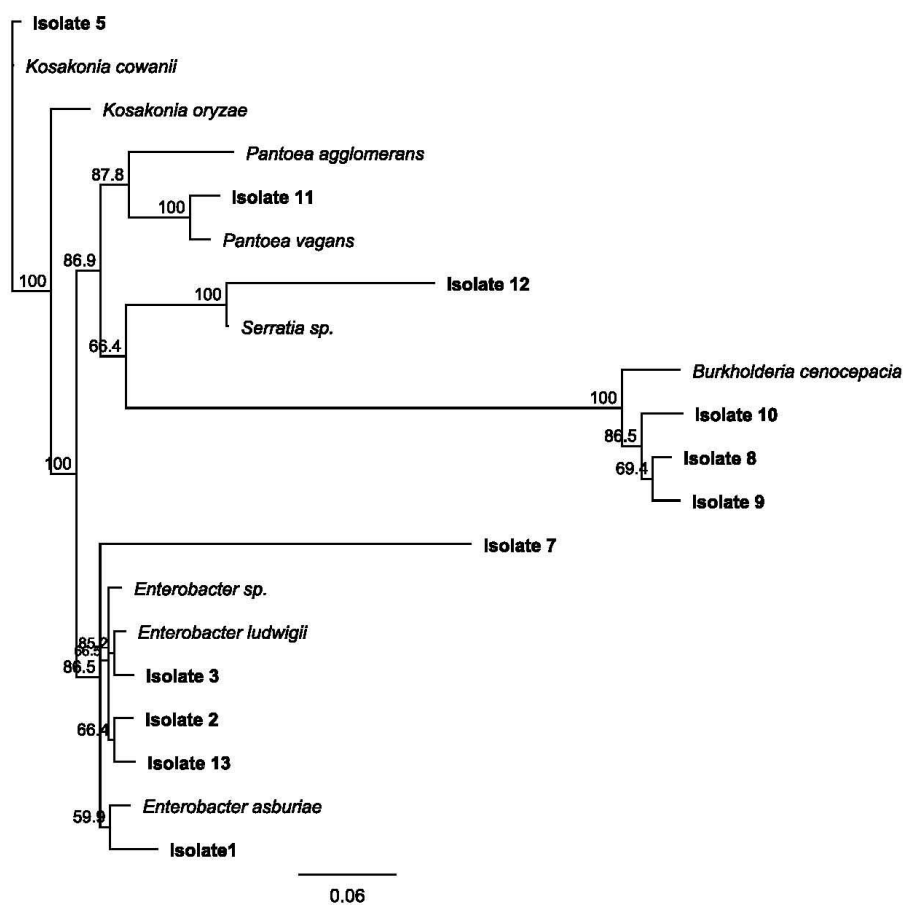 Isolate 5
Kosakonia cowanii
Kosakonia oryzae
Pantoea agglomerans
87.8
Isolate 11
100
Pantoea vagans
86.9
100
Isolate 12
100
Serratia sp.
66.4
Burkholderia cenocepacia
100
Isolate 10
86.5
Isolate 8
69.4
100
Isolate 9
Isolate 7
Enterobacter sp.
Enterobacter ludwigii
85.2
86.5
Isolate 3
Isolate 2
66.4
Isolate 13
Enterobacter asburiae
59.9
Isolate1
0.06